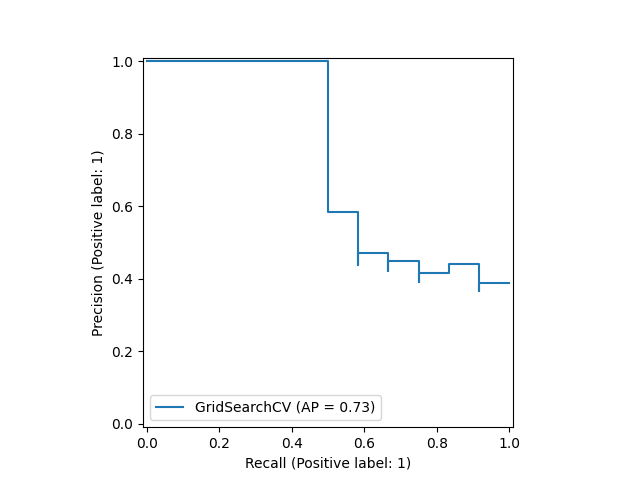 1.0
0.8
0.6
0.4
0.2
0.0
Precision (Positive label: 1)
GridSearchCV (AP = 0.73)
0.0 0.2 0.4 0.6 0.8 1.0
Recall (Positive label: 1)